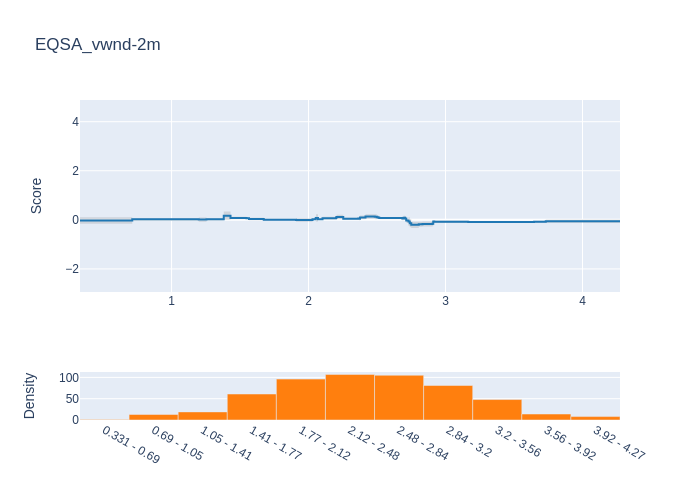 EQSA_vwnd-2m
Score
4
2
0
−2
1
2
3
4
Density
100
50
0
0.331 - 0.69
0.69 - 1.05
1.05 - 1.41
1.41 - 1.77
1.77 - 2.12
2.12 - 2.48
2.48 - 2.84
2.84 - 3.2
3.2 - 3.56
3.56 - 3.92
3.92 - 4.27